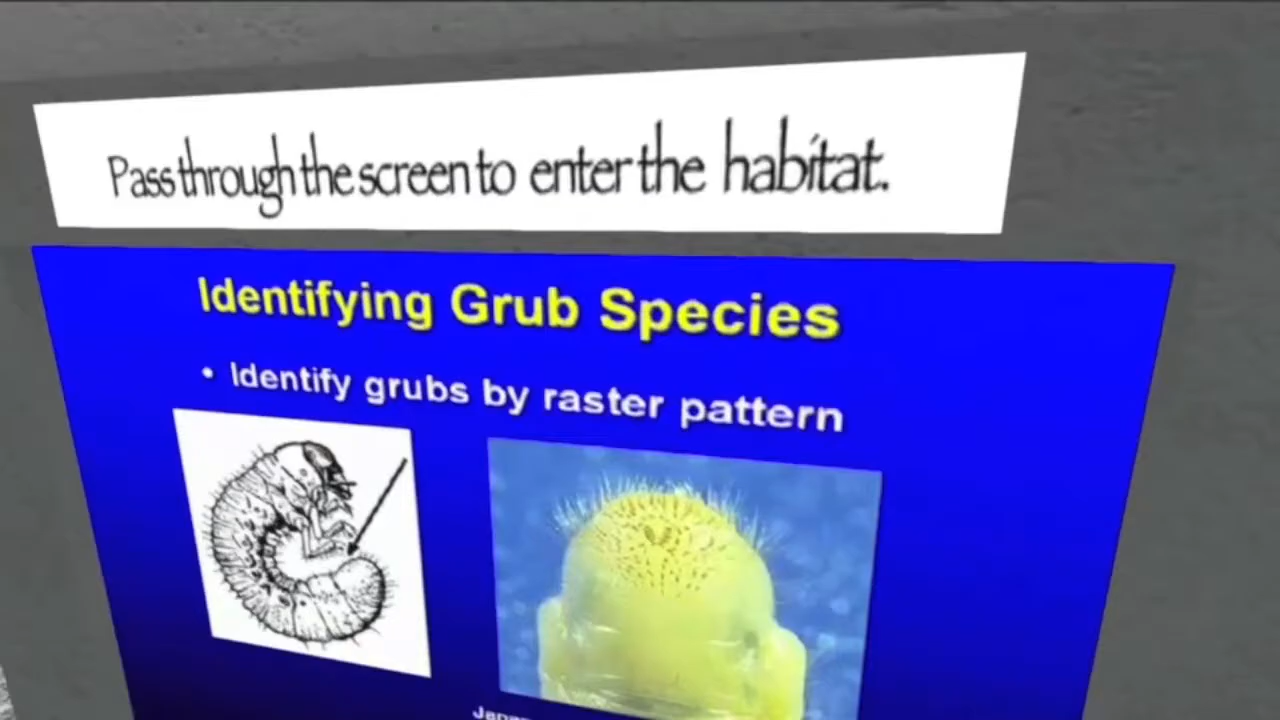 Pass through the screen to enter the habitat.
Identifying Grub Species
• Identify grubs by raster pattern